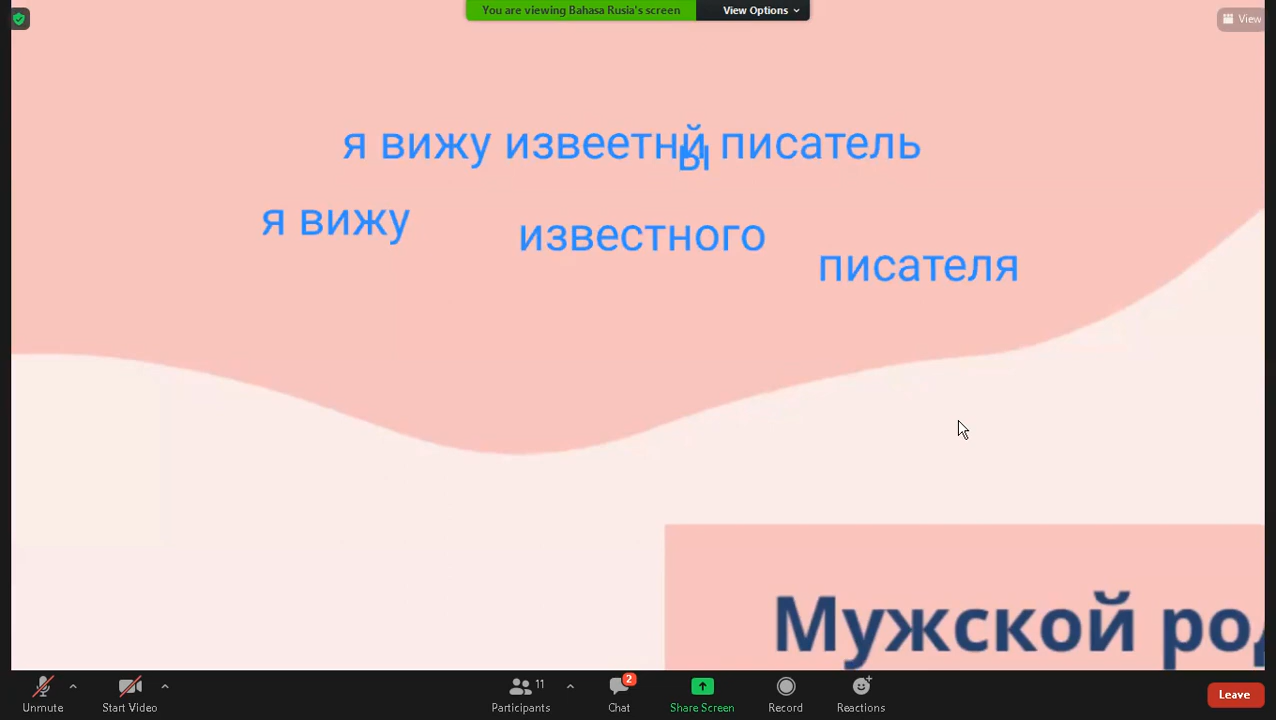 You are viewing Bahasa Rusia's screen View Options
View
я вижу извеетный писатель
я вижу известного писателя
Мужской ро
Unmute Start Video Participants 11 Chat 2 Share Screen Record Reactions Leave